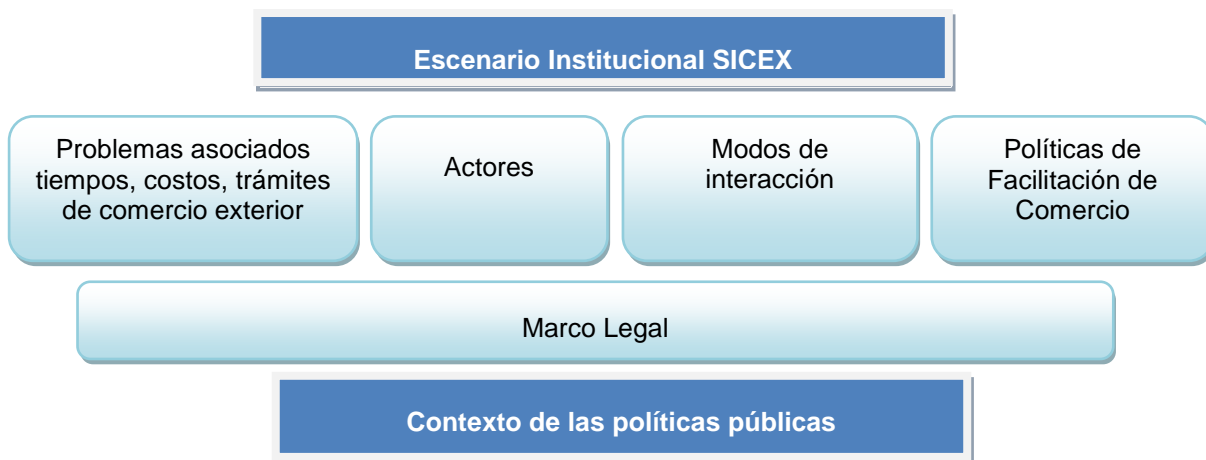 Escenario Institucional SICEX
Problemas asociados
tiempos, costos, trámites
de comercio exterior
Actores
Modos de
interacción
Políticas de
Facilitación de
Comercio
Marco Legal
Contexto de las políticas públicas